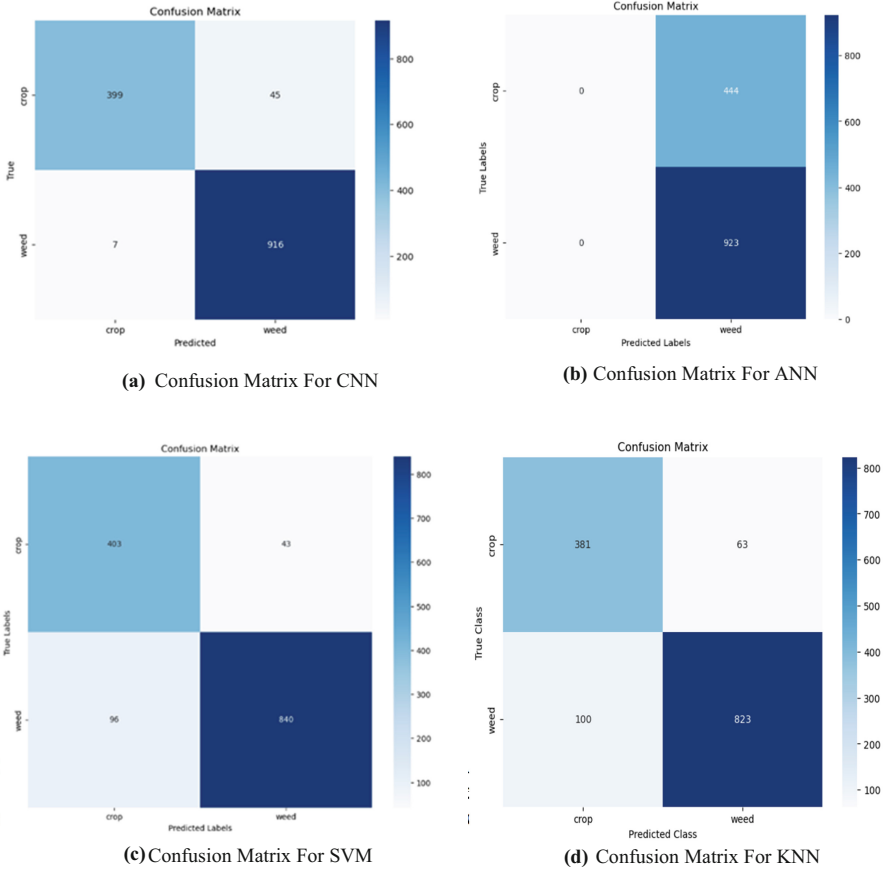 Confusion Matrix
crop
399
45
True
weed
7
916
crop
weed
Predicted
800
600
400
200
(a) Confusion Matrix For CNN
Confusion Matrix
crop
0
444
True Labels
weed
0
923
crop
weed
Predicted Labels
800
600
400
200
0
(b) Confusion Matrix For ANN
Confusion Matrix
crop
403
43
True Labels
weed
96
840
crop
weed
Predicted Labels
800
700
600
500
400
300
200
100
(c) Confusion Matrix For SVM
Confusion Matrix
crop
381
63
True Class
weed
100
823
crop
weed
Predicted Class
800
700
600
500
400
300
200
100
(d) Confusion Matrix For KNN